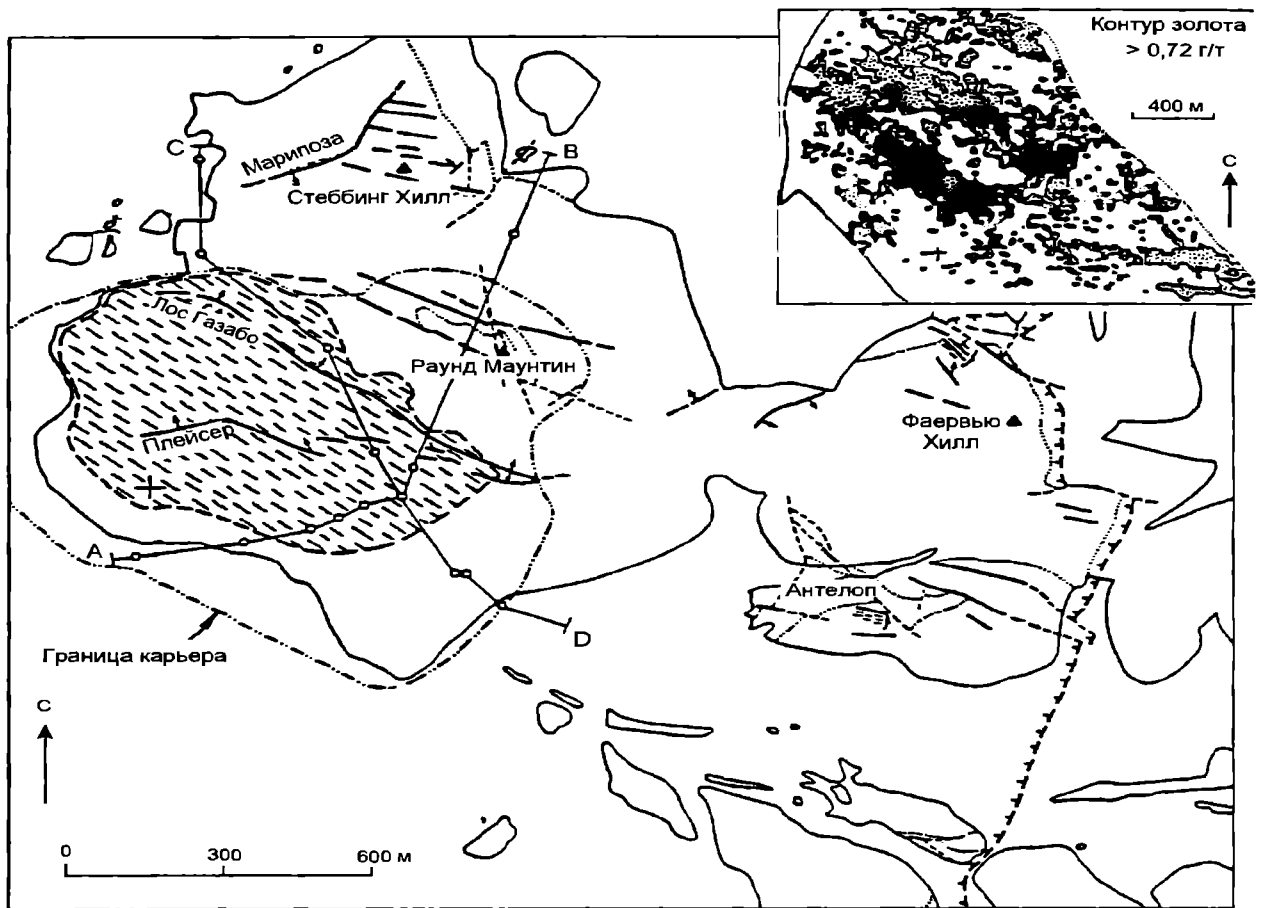 Контур золота
> 0,72 г/т
400 м
С
С
B
Марипоза
Стеббинг Хилл
Лос Газабо
Раунд Маунтин
Плейсер
Фаервью
Хилл
A
Антелоп
D
Граница карьера
С
0
300
600 м